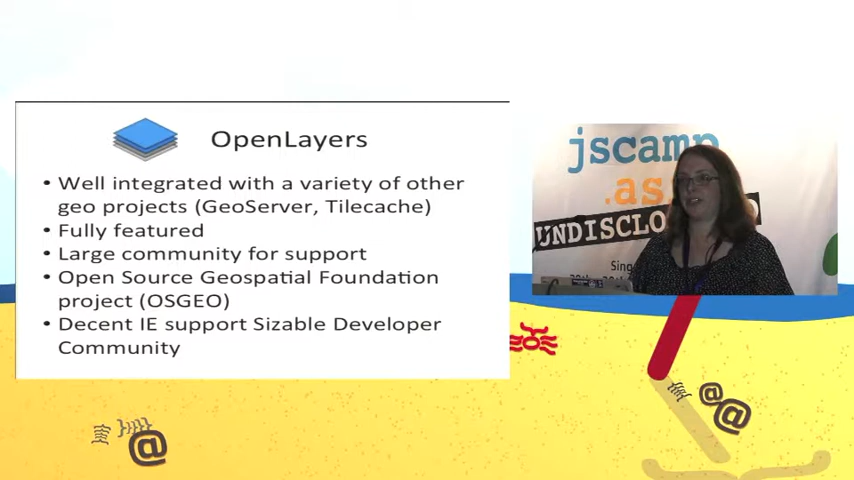 OpenLayers
• Well integrated with a variety of other
geo projects (GeoServer, Tilecache)
• Fully featured
• Large community for support
• Open Source Geospatial Foundation
project (OSGEO)
• Decent IE support Sizable Developer
Community
jscamp
.as
UNDISCLO
Sing
@
@
@